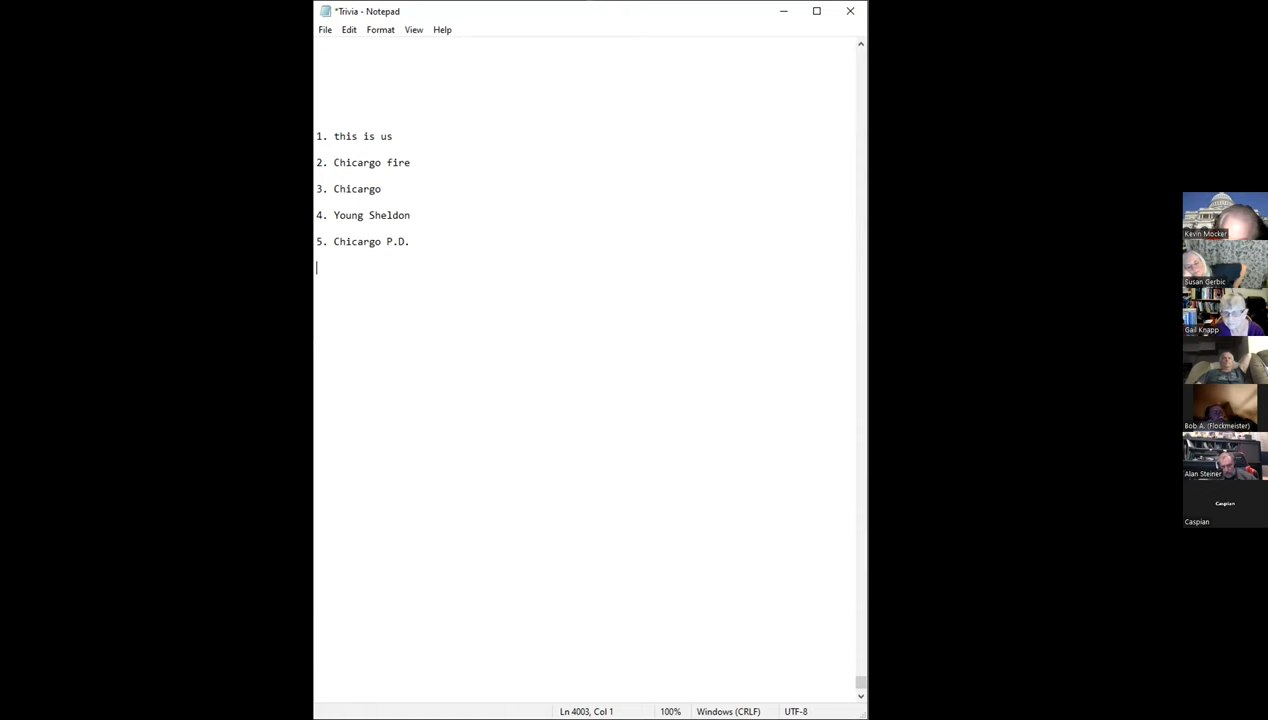 *Trivia - Notepad
File Edit Format View Help
1. this is us
2. Chicargo fire
3. Chicargo
4. Young Sheldon
5. Chicargo P.D.
Ln 4003, Col 1 100% Windows (CRLF) UTF-8
Kevin Mocker
Susan Gerbic
Gail Knapp
Bob A. (Flockmeister)
Alan Steiner
Caspian
Caspian